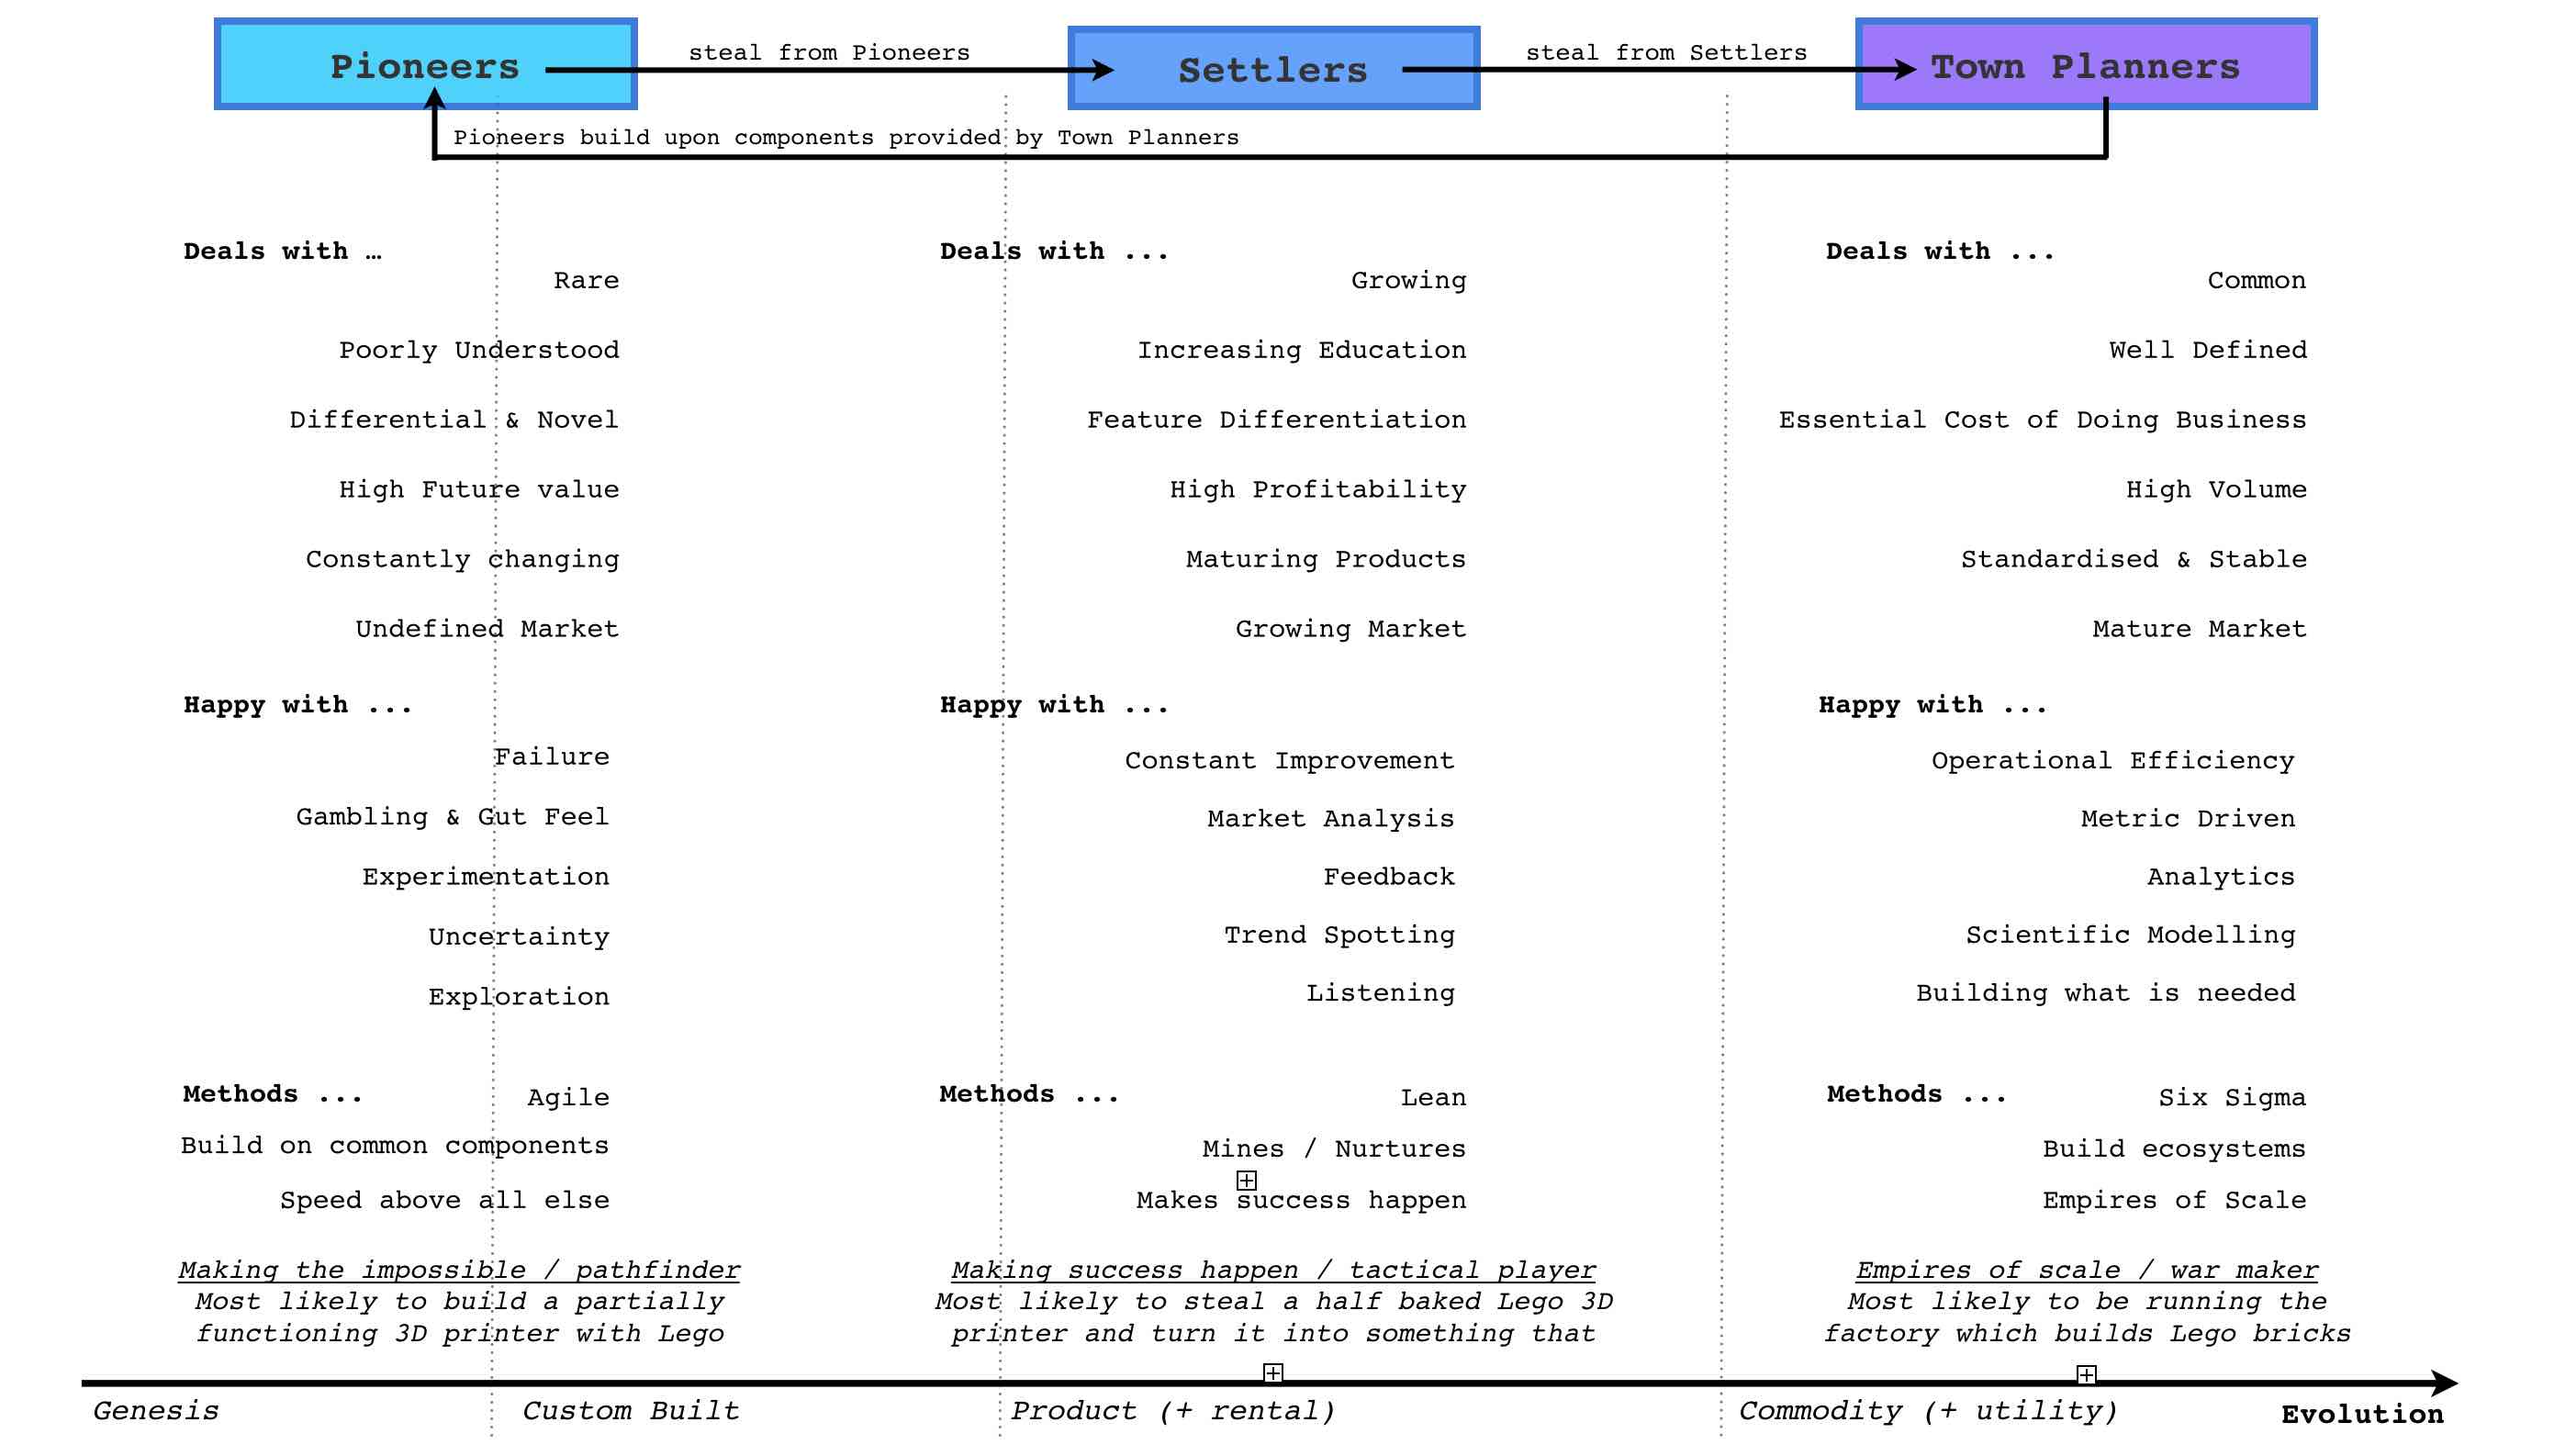 Pioneers
steal from Pioneers
Settlers
steal from Settlers
Town Planners
Pioneers build upon components provided by Town Planners
Deals with …
Rare
Poorly Understood
Differential & Novel
High Future value
Constantly changing
Undefined Market
Happy with ...
Failure
Gambling & Gut Feel
Experimentation
Uncertainty
Exploration
Methods ...
Agile
Build on common components
Speed above all else
Making the impossible / pathfinder
Most likely to build a partially
functioning 3D printer with Lego
Deals with ...
Growing
Increasing Education
Feature Differentiation
High Profitability
Maturing Products
Growing Market
Happy with ...
Constant Improvement
Market Analysis
Feedback
Trend Spotting
Listening
Methods ...
Lean
Mines / Nurtures
Makes success happen
Making success happen / tactical player
Most likely to steal a half baked Lego 3D
printer and turn it into something that
Deals with ...
Common
Well Defined
Essential Cost of Doing Business
High Volume
Standardised & Stable
Mature Market
Happy with ...
Operational Efficiency
Metric Driven
Analytics
Scientific Modelling
Building what is needed
Methods ...
Six Sigma
Build ecosystems
Empires of Scale
Empires of scale / war maker
Most likely to be running the
factory which builds Lego bricks
Genesis
Custom Built
Product (+ rental)
Commodity (+ utility)
Evolution